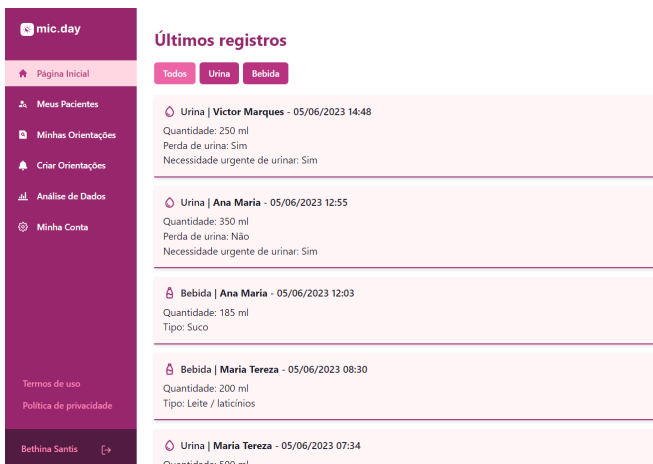 mic.day
Página Inicial
Meus Pacientes
Minhas Orientações
Criar Orientações
Análise de Dados
Minha Conta
Termos de uso
Política de privacidade
Bethina Santis
Últimos registros
Todos
Urina
Bebida
Urina | Victor Marques - 05/06/2023 14:48
Quantidade: 250 ml
Perda de urina: Sim
Necessidade urgente de urinar: Sim
Urina | Ana Maria - 05/06/2023 12:55
Quantidade: 350 ml
Perda de urina: Não
Necessidade urgente de urinar: Sim
Bebida | Ana Maria - 05/06/2023 12:03
Quantidade: 185 ml
Tipo: Suco
Bebida | Maria Tereza - 05/06/2023 08:30
Quantidade: 200 ml
Tipo: Leite / laticínios
Urina | Maria Tereza - 05/06/2023 07:34
Quantidade: 500 ml